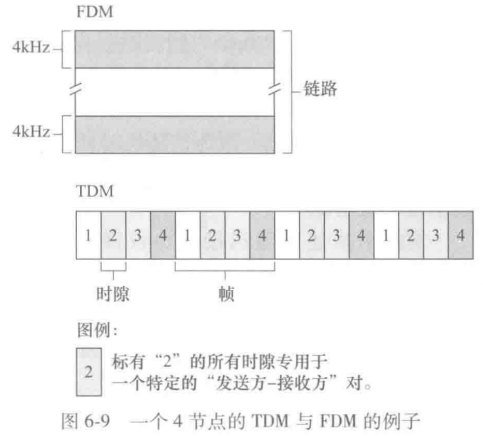 FDM
4kHz
链路
4kHz
TDM
1 2 3 4 1 2 3 4 1 2 3 4 1 2 3 4
时隙 帧
图例：
2 标有“2”的所有时隙专用于
一个特定的“发送方-接收方”对。
图 6-9 一个 4 节点的 TDM 与 FDM 的例子